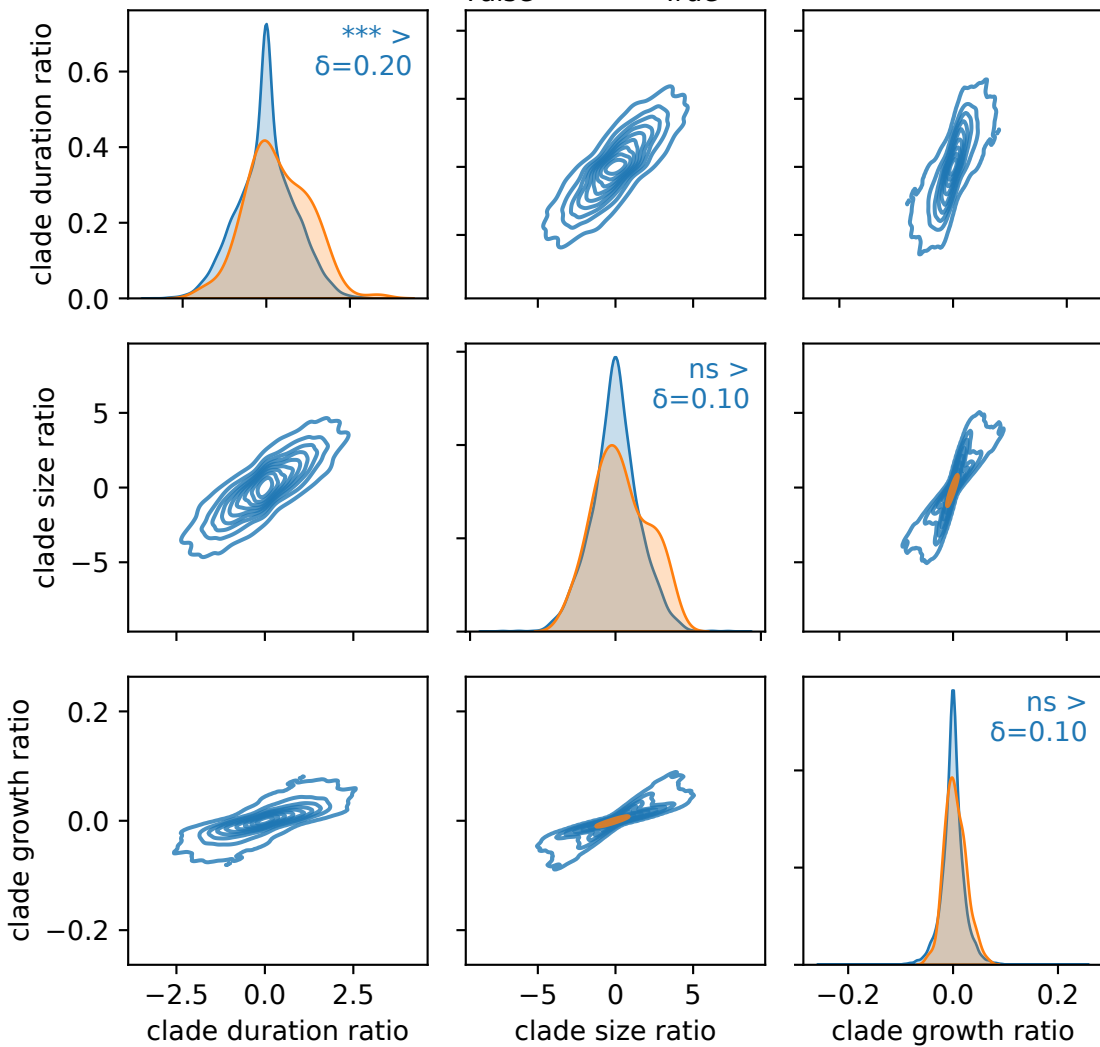 *** >
δ=0.20
clade duration ratio
0.6
0.4
0.2
0.0
ns >
δ=0.10
clade size ratio
5
0
−5
ns >
δ=0.10
clade growth ratio
0.2
0.0
−0.2
−2.5 0.0 2.5
−5 0 5
−0.2 0.0 0.2
clade duration ratio
clade size ratio
clade growth ratio